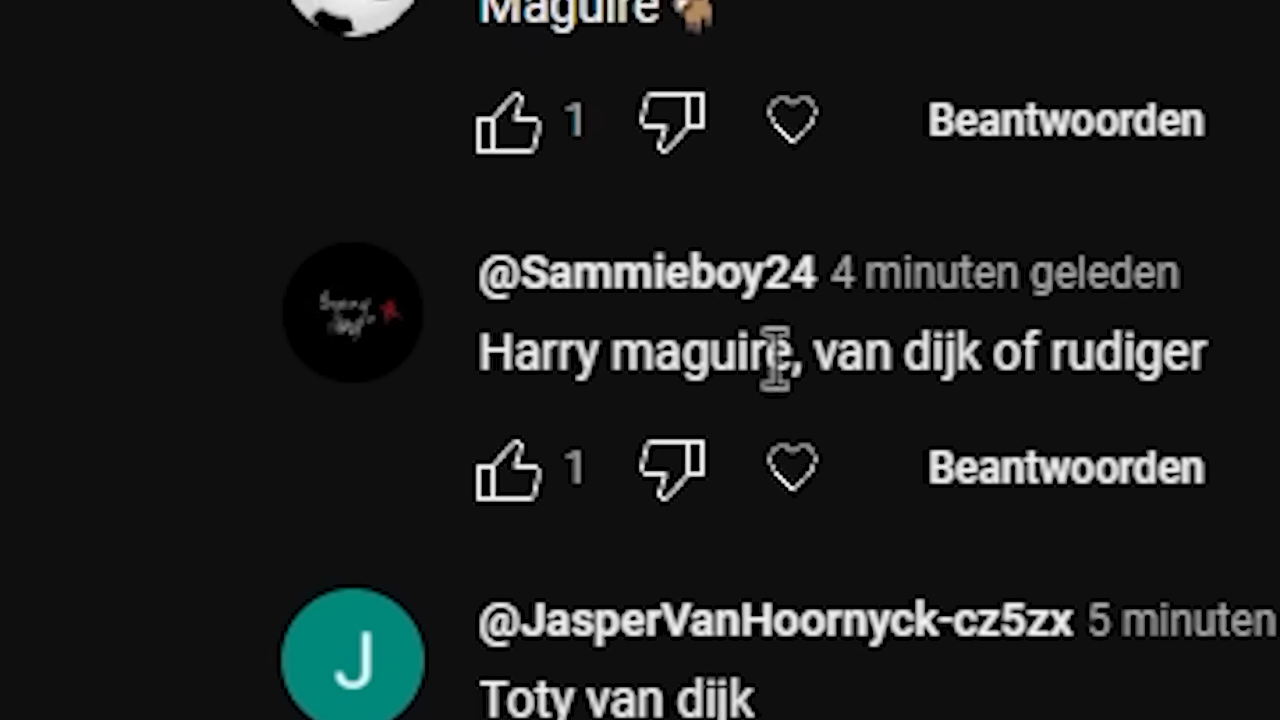 Maguire
1
Beantwoorden
@Sammieboy24 4 minuten geleden
Harry maguire, van dijk of rudiger
1
Beantwoorden
@JasperVanHoornyck-cz5zx 5 minuten
J
Toty van dijk